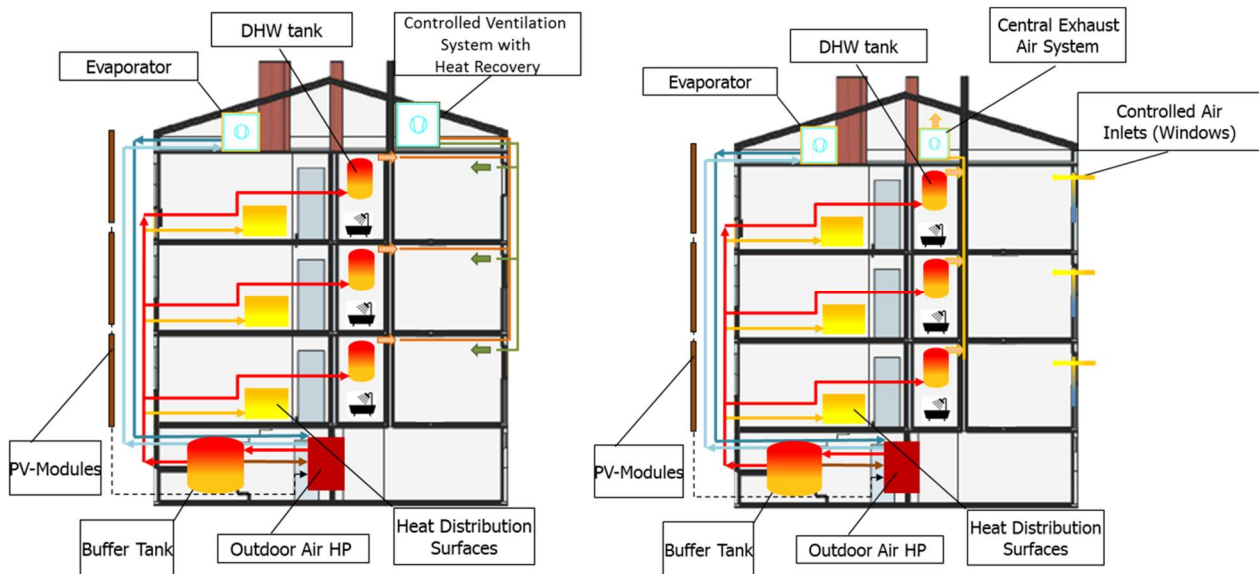 DHW tank
Controlled Ventilation
System with
Heat Recovery
Evaporator
PV-Modules
Buffer Tank
Outdoor Air HP
Heat Distribution
Surfaces
Central Exhaust
Air System
DHW tank
Evaporator
Controlled Air
Inlets (Windows)
PV-Modules
Buffer Tank
Outdoor Air HP
Heat Distribution
Surfaces